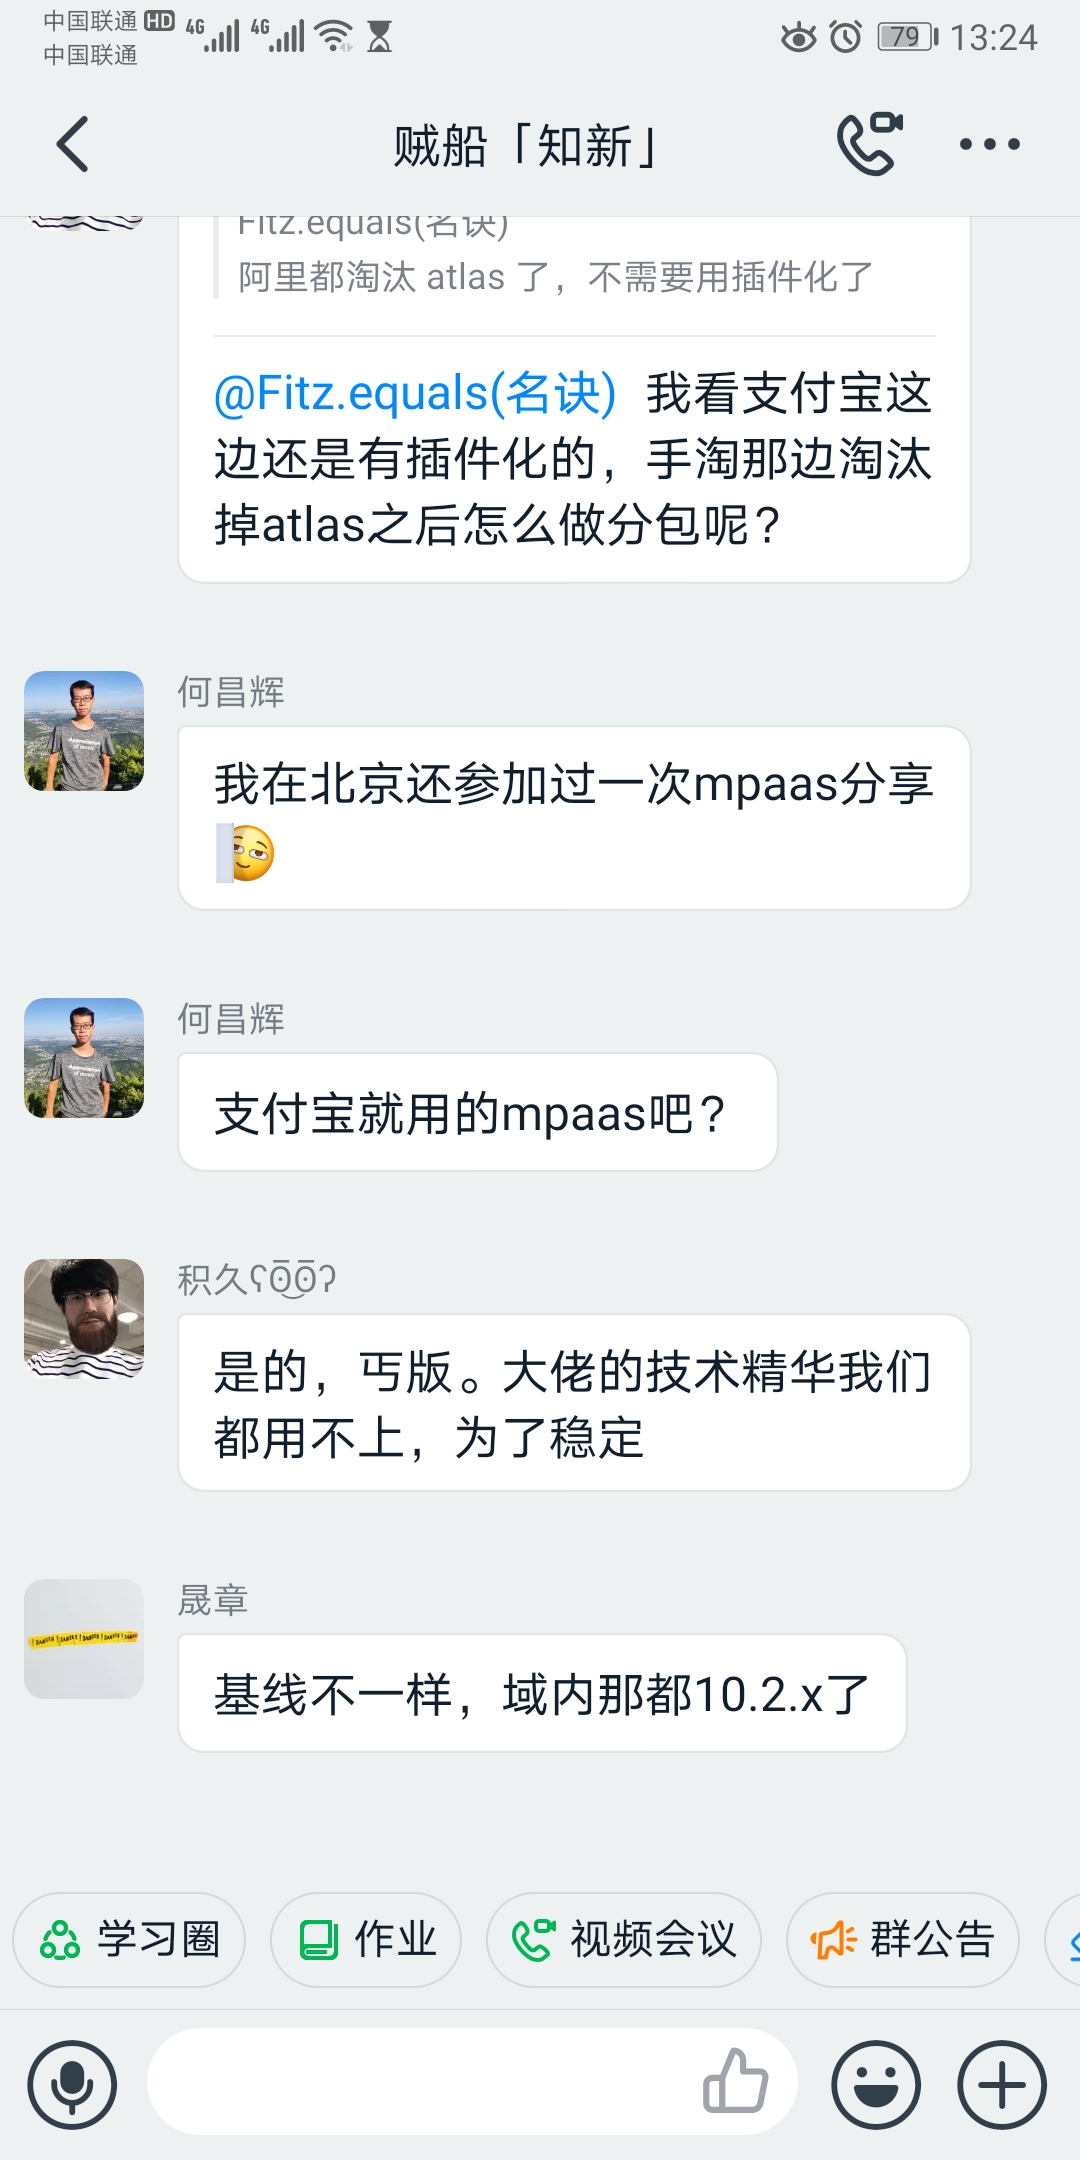 中国联通 HD 4G 4G 79 13:24
中国联通
贼船「知新」
Fitz.equals(名诀)
阿里都淘汰 atlas 了，不需要用插件化了
@Fitz.equals(名诀) 我看支付宝这
边还是有插件化的，手淘那边淘汰
掉atlas之后怎么做分包呢？
何昌辉
我在北京还参加过一次mpaas分享
何昌辉
支付宝就用的mpaas吧？
积久ʕ•̫͡•ʔ
是的，丐版。大佬的技术精华我们
都用不上，为了稳定
晟章
基线不一样，域内那都10.2.x了
学习圈 作业 视频会议 群公告